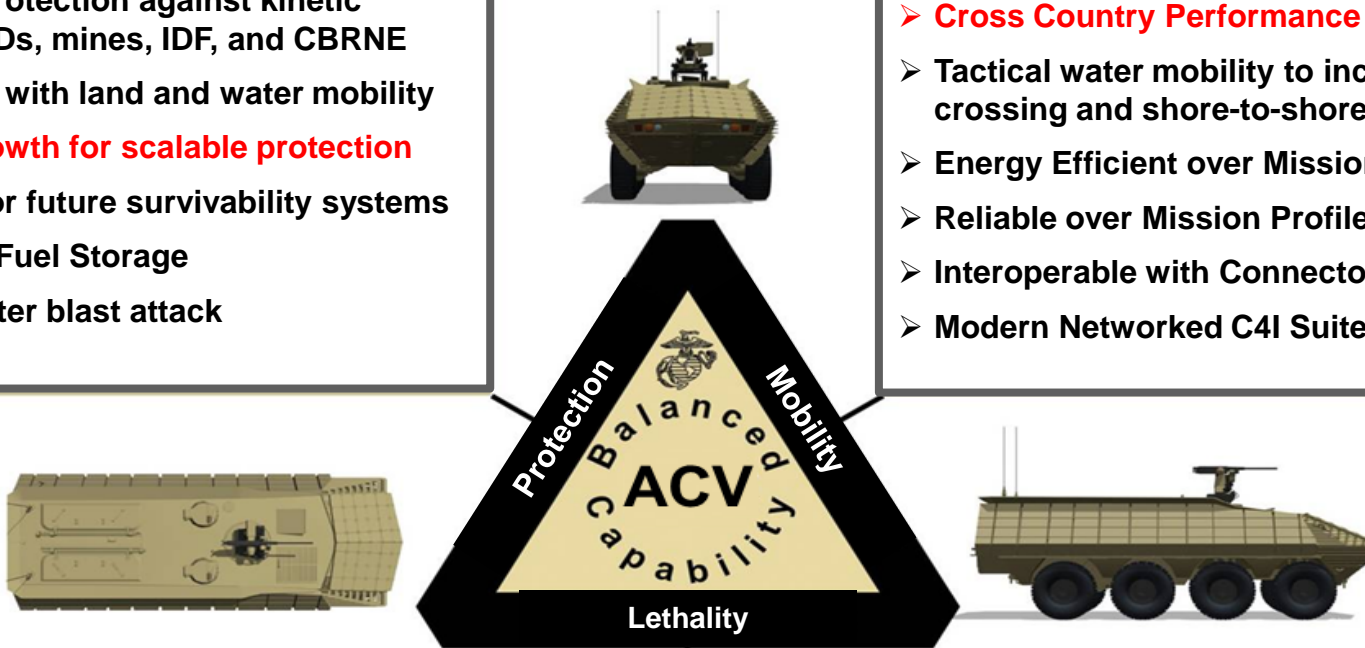 otection against kinetic
Ds, mines, IDF, and CBRNE
with land and water mobility
owth for scalable protection
or future survivability systems
Fuel Storage
ter blast attack
➢ Cross Country Performance
➢ Tactical water mobility to inc
crossing and shore-to-shore
➢ Energy Efficient over Mission
➢ Reliable over Mission Profile
➢ Interoperable with Connecto
➢ Modern Networked C4I Suite
Protection
Mobility
Balanced
ACV
Capability
Lethality